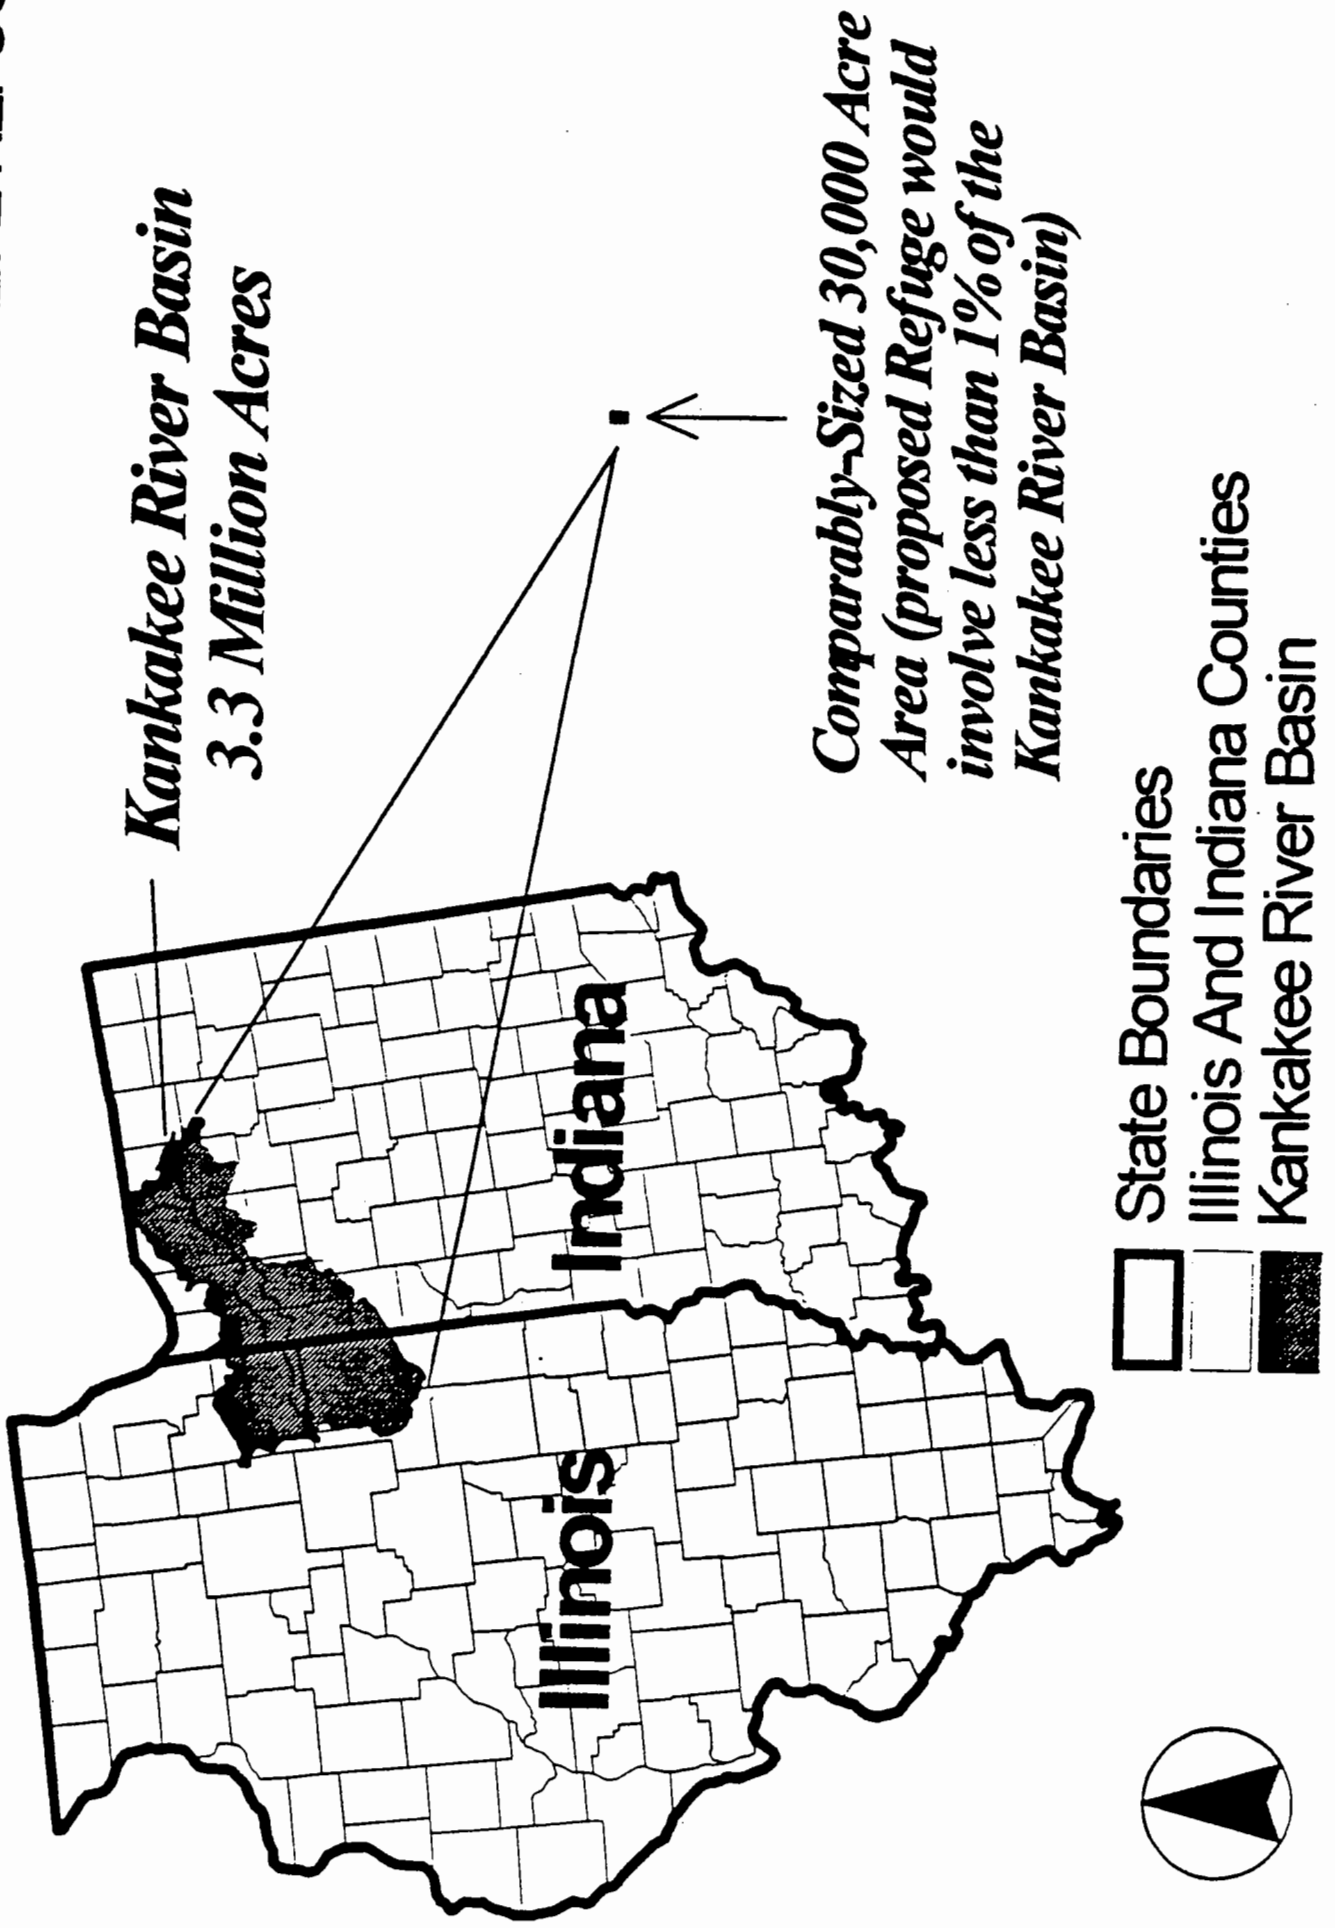 Kankakee River Basin
3.3 Million Acres
Comparably-Sized 30,000 Acre
Area (proposed Refuge would
involve less than 1% of the
Kankakee River Basin)
Illinois
Indiana
State Boundaries
Illinois And Indiana Counties
Kankakee River Basin